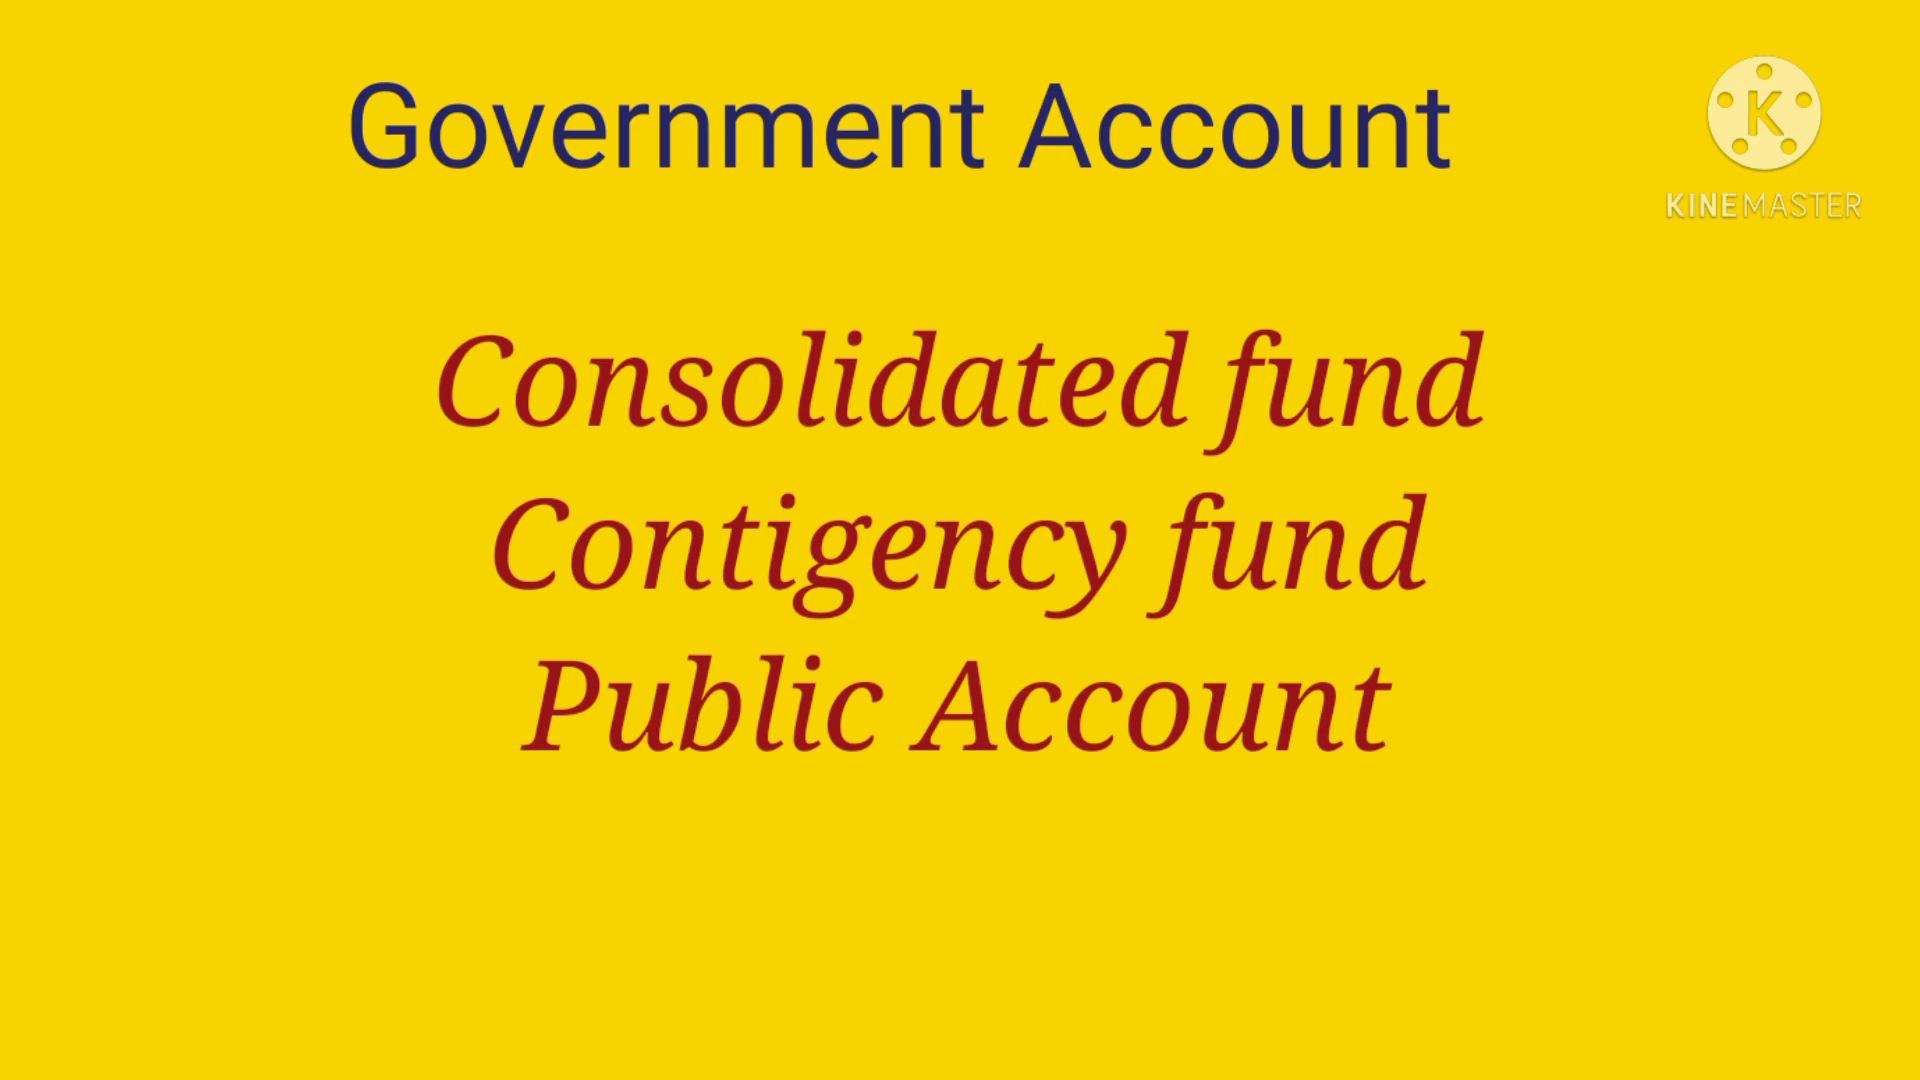 Government Account
K
KINEMASTER
Consolidated fund
Contigency fund
Public Account